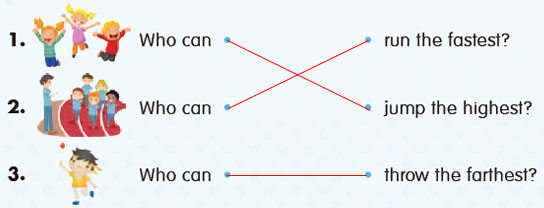 1. Who can run the fastest?
2. Who can jump the highest?
3. Who can throw the farthest?